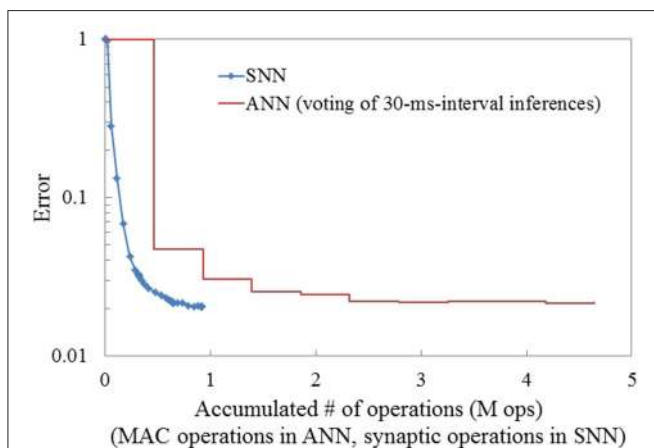 1
SNN
ANN (voting of 30-ms-interval inferences)
0.1
Error
0.01
0 1 2 3 4 5
Accumulated # of operations (M ops)
(MAC operations in ANN, synaptic operations in SNN)